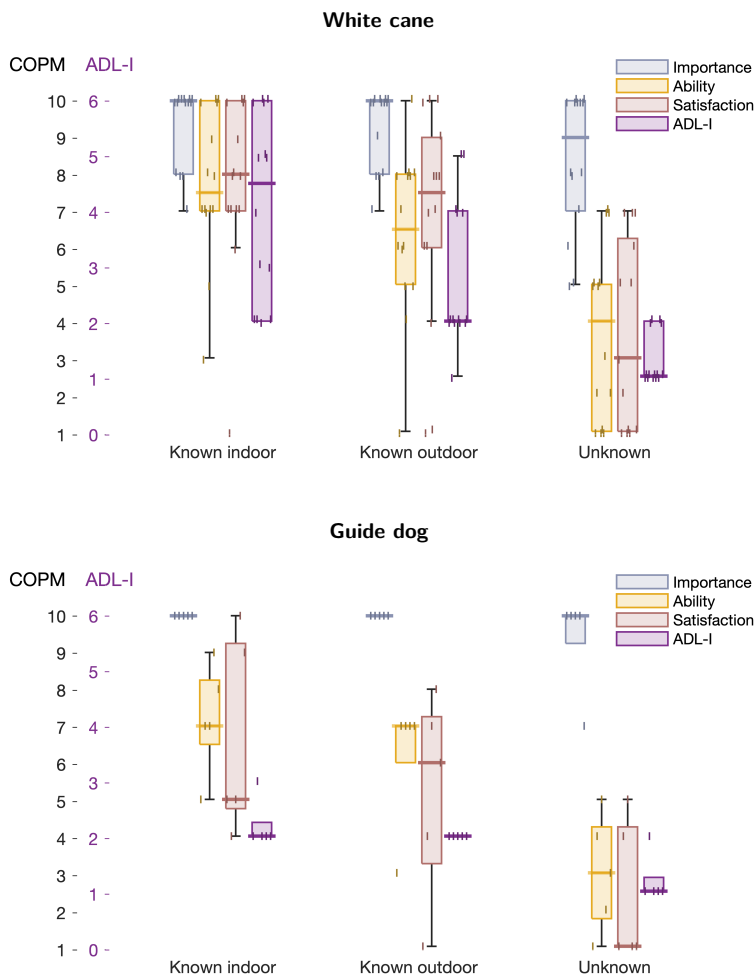 White cane
COPM ADL-I
Importance
Ability
Satisfaction
ADL-I
10 6
9
5
8
7 4
6
3
5
4 2
3
1
2
1 0
Known indoor Known outdoor Unknown
Guide dog
COPM ADL-I
Importance
Ability
Satisfaction
ADL-I
10 6
9
5
8
7 4
6
3
5
4 2
3
1
2
1 0
Known indoor Known outdoor Unknown